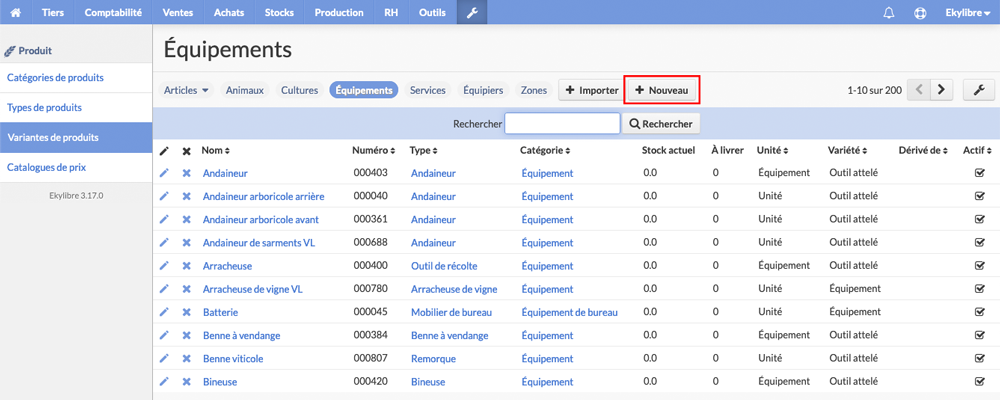 Tiers Comptabilité Ventes Achats Stocks Production RH Outils Ekylibre
Produit
Catégories de produits
Types de produits
Variantes de produits
Catalogues de prix
Ekylibre 3.17.0
Équipements
Articles Animaux Cultures Équipements Services Équipiers Zones Importer Nouveau 1-10 sur 200
Rechercher Rechercher
Nom Numéro Type Catégorie Stock actuel À livrer Unité Variété Dérivé de Actif
Andaineur 000403 Andaineur Équipement 0.0 0 Équipement Outil attelé
Andaineur arboricole arrière 000040 Andaineur Équipement 0.0 0 Unité Outil attelé
Andaineur arboricole avant 000361 Andaineur Équipement 0.0 0 Unité Outil attelé
Andaineur de sarments VL 000688 Andaineur Équipement 0.0 0 Unité Outil attelé
Arracheuse 000400 Outil de récolte Équipement 0.0 0 Équipement Outil attelé
Arracheuse de vigne VL 000780 Arracheuse de vigne Équipement 0.0 0 Unité Équipement
Batterie 000045 Mobilier de bureau Équipement de bureau 0.0 0 Unité Équipement
Benne à vendange 000384 Benne à vendange Équipement 0.0 0 Équipement Outil attelé
Benne viticole 000807 Remorque Équipement 0.0 0 Unité Outil attelé
Bineuse 000420 Bineuse Équipement 0.0 0 Équipement Outil attelé